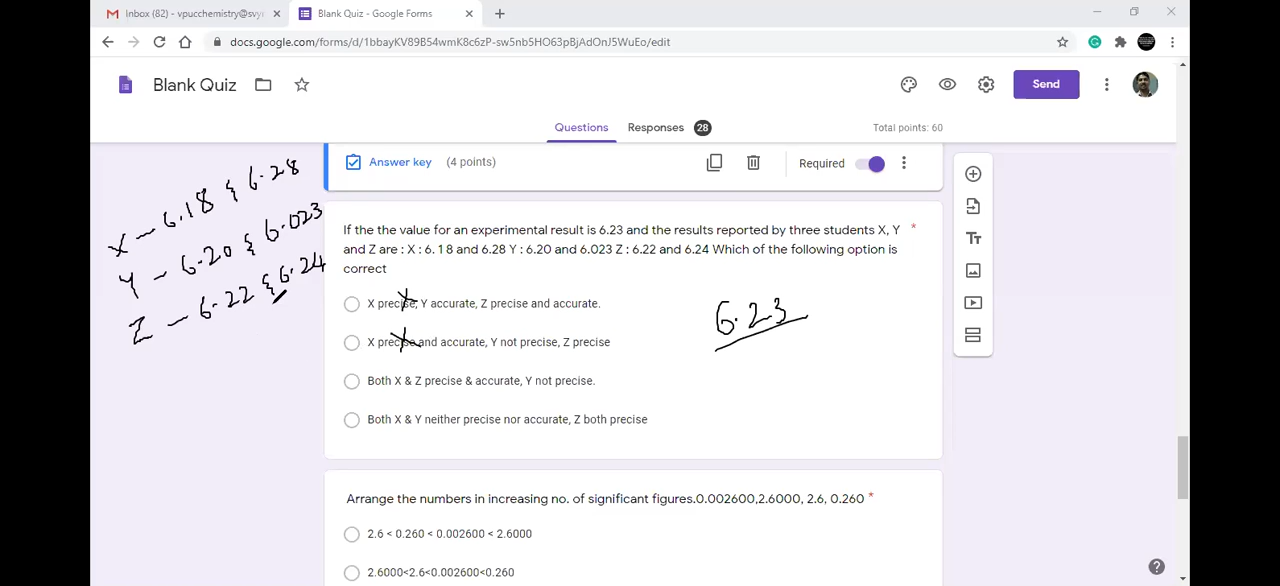 Inbox (82) - vpucchemistry@svy
Blank Quiz - Google Forms
docs.google.com/forms/d/1bbayKV89B54wmK8c6zP-sw5nb5HO63pBjAdOnJ5WuEo/edit
Blank Quiz
Send
Questions
Responses 28
Total points: 60
Answer key (4 points)
Required
X – 6.18 & 6.28
Y – 6.20 & 6.023
Z – 6.22 & 6.24
If the the value for an experimental result is 6.23 and the results reported by three students X, Y *
and Z are : X : 6. 1 8 and 6.28 Y : 6.20 and 6.023 Z : 6.22 and 6.24 Which of the following option is
correct
X precise, Y accurate, Z precise and accurate.
6.23
X precise and accurate, Y not precise, Z precise
Both X & Z precise & accurate, Y not precise.
Both X & Y neither precise nor accurate, Z both precise
Arrange the numbers in increasing no. of significant figures.0.002600,2.6000, 2.6, 0.260 *
2.6 < 0.260 < 0.002600 < 2.6000
2.6000<2.6<0.002600<0.260